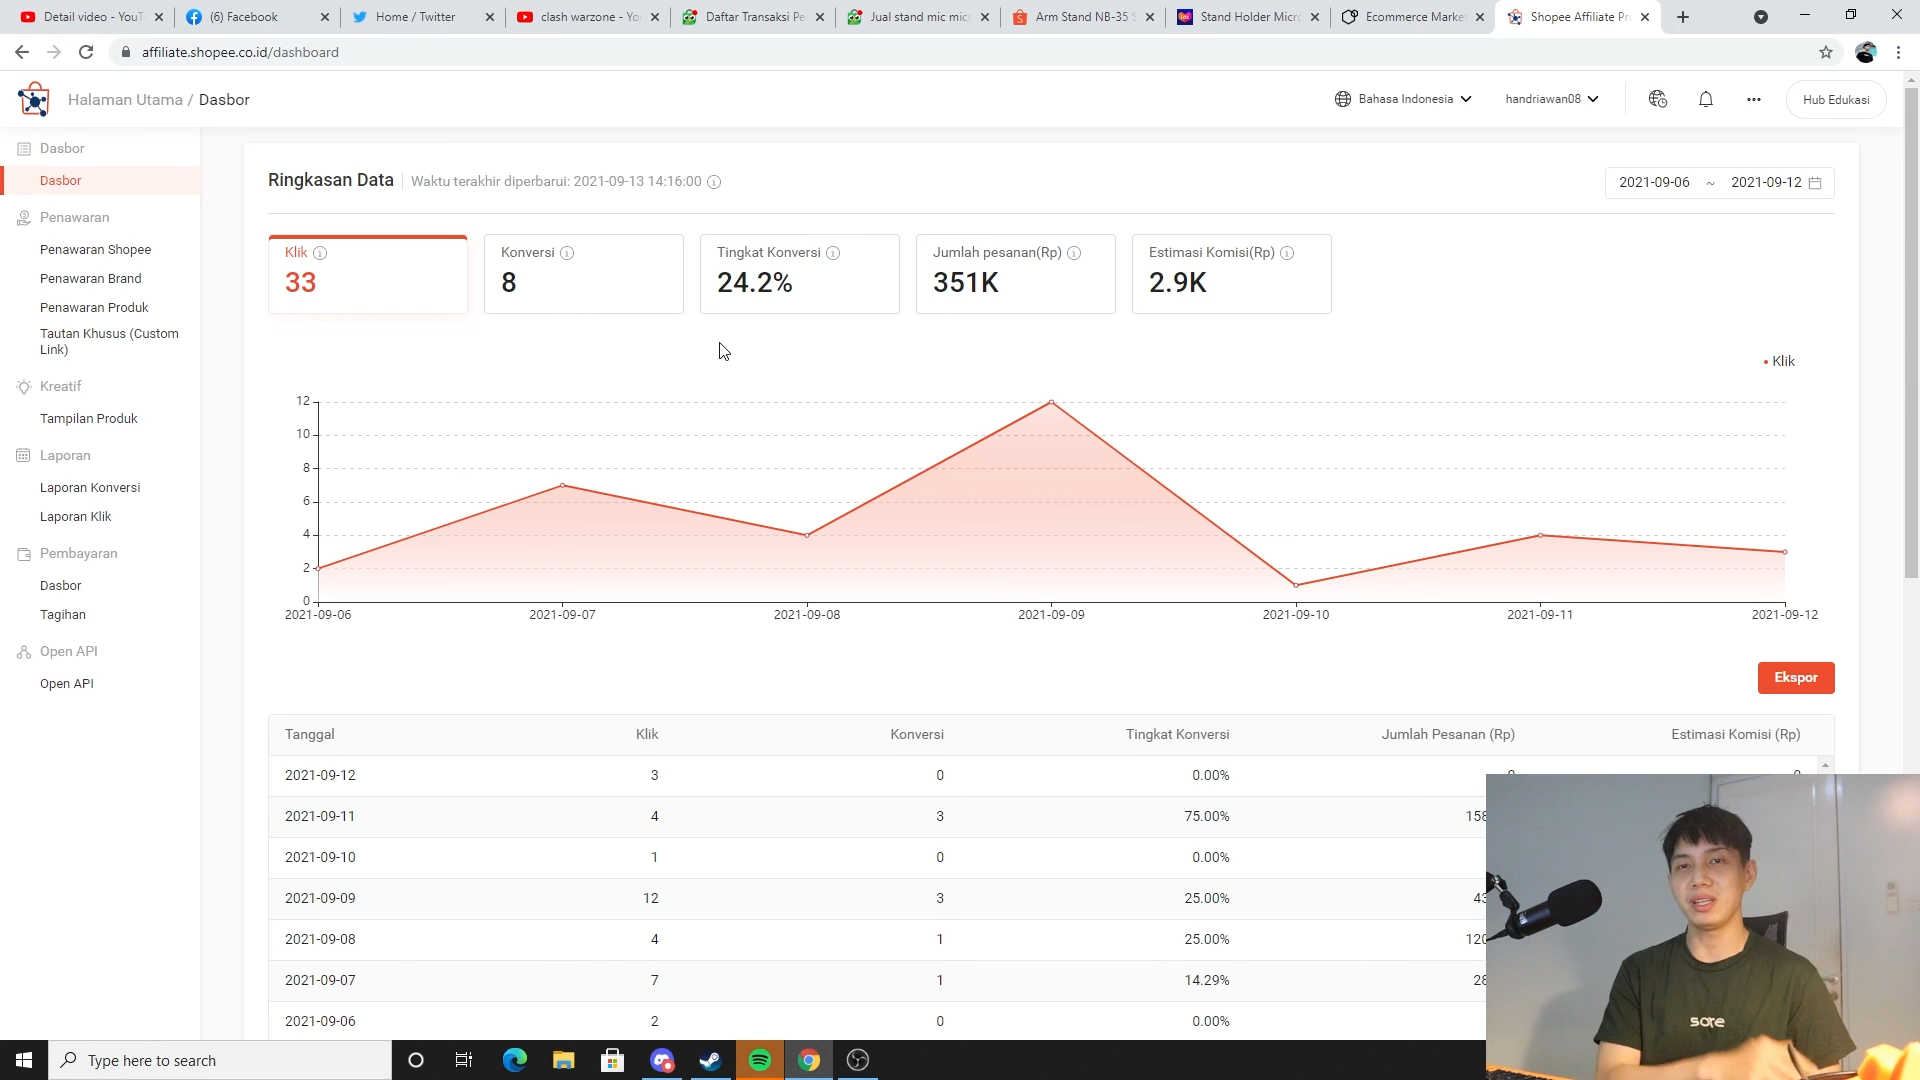 Detail video - YouT
(6) Facebook
Home / Twitter
clash warzone - Yo
Daftar Transaksi Pe
Jual stand mic micr
Arm Stand NB-35 S
Stand Holder Micro
Ecommerce Market
Shopee Affiliate Pr
affiliate.shopee.co.id/dashboard
Halaman Utama / Dasbor
Bahasa Indonesia
handriawan08
Hub Edukasi
Dasbor
Dasbor
Penawaran
Penawaran Shopee
Penawaran Brand
Penawaran Produk
Tautan Khusus (Custom
Link)
Kreatif
Tampilan Produk
Laporan
Laporan Konversi
Laporan Klik
Pembayaran
Dasbor
Tagihan
Open API
Open API
Ringkasan Data
Waktu terakhir diperbarui: 2021-09-13 14:16:00
2021-09-06 ~ 2021-09-12
Klik
33
Konversi
8
Tingkat Konversi
24.2%
Jumlah pesanan(Rp)
351K
Estimasi Komisi(Rp)
2.9K
Klik
12
10
8
6
4
2
0
2021-09-06 2021-09-07 2021-09-08 2021-09-09 2021-09-10 2021-09-11 2021-09-12
Ekspor
Tanggal Klik Konversi Tingkat Konversi Jumlah Pesanan (Rp) Estimasi Komisi (Rp)
2021-09-12 3 0 0.00% 0 0
2021-09-11 4 3 75.00% 158
2021-09-10 1 0 0.00%
2021-09-09 12 3 25.00% 43
2021-09-08 4 1 25.00% 120
2021-09-07 7 1 14.29% 28
2021-09-06 2 0 0.00%
sore
Type here to search